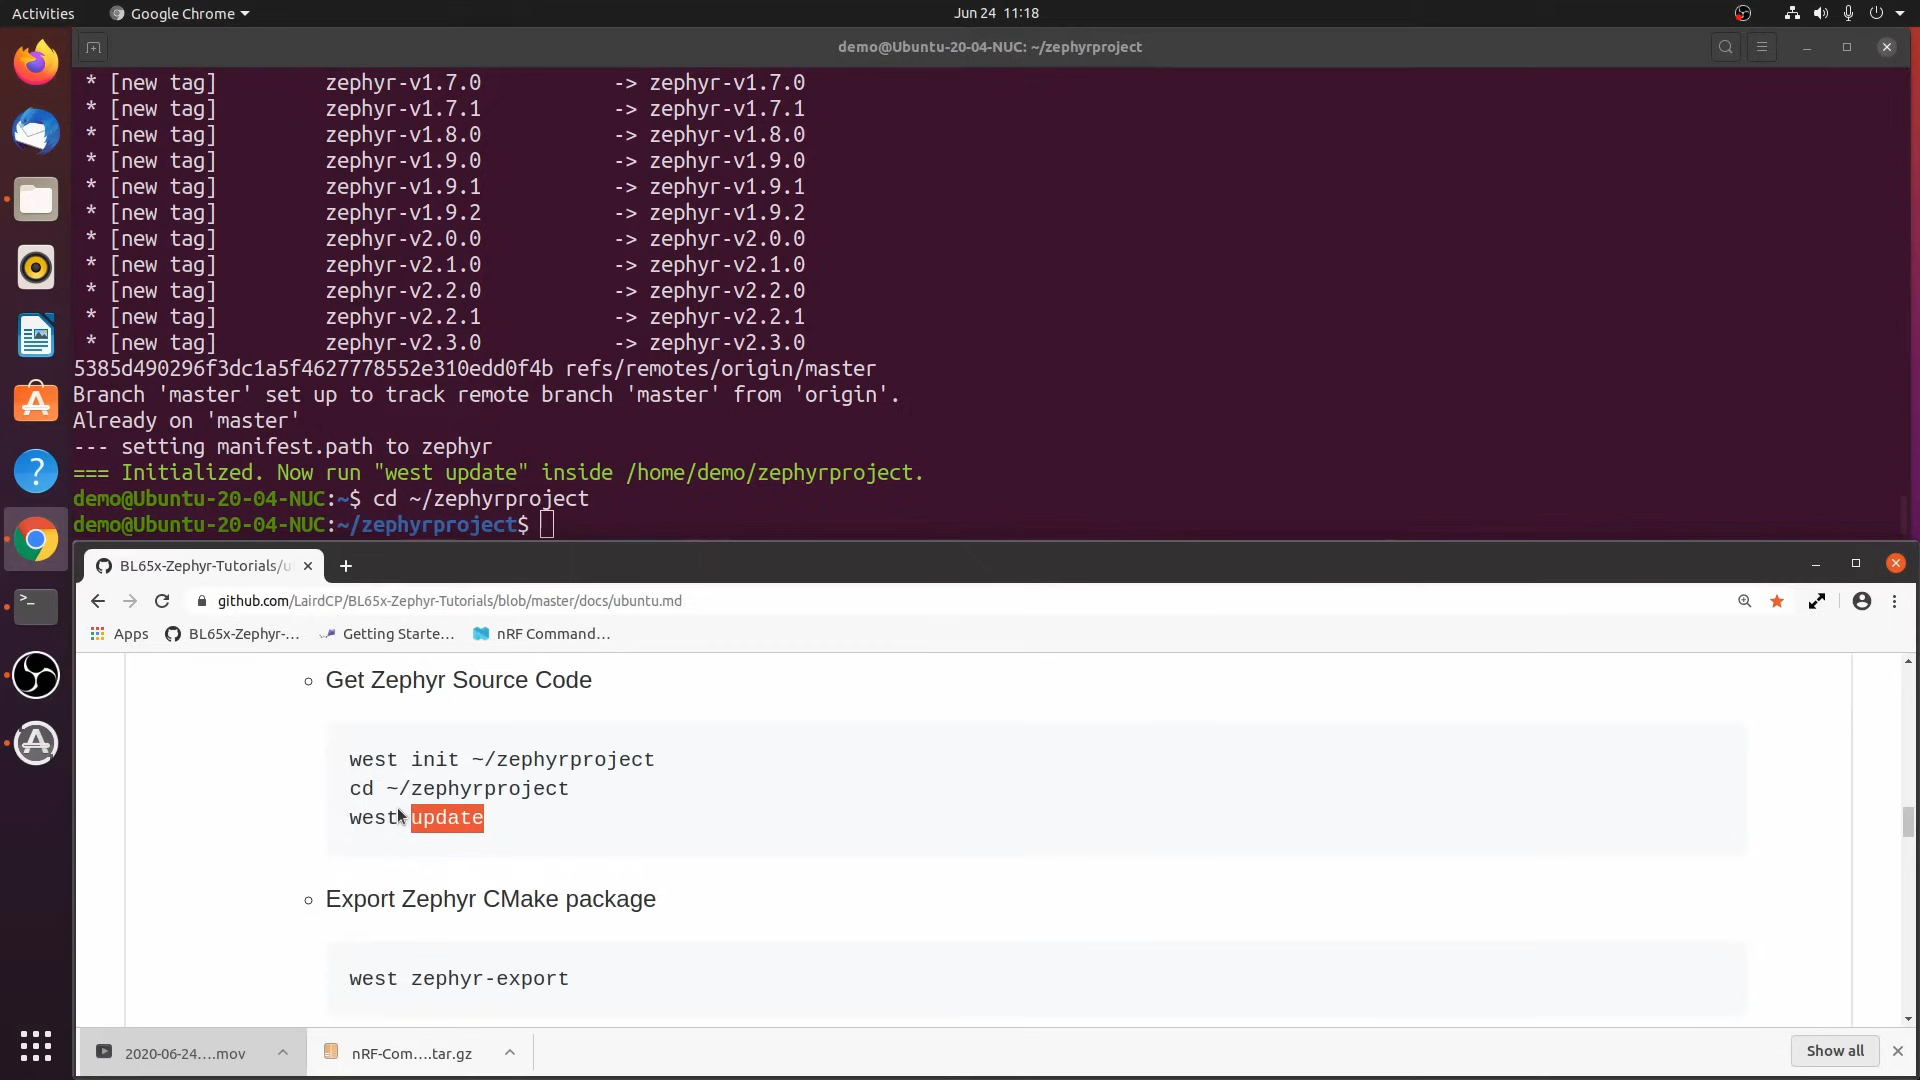 Activities
Google Chrome
Jun 24 11:18
demo@Ubuntu-20-04-NUC: ~/zephyrproject
* [new tag] zephyr-v1.7.0 -> zephyr-v1.7.0
* [new tag] zephyr-v1.7.1 -> zephyr-v1.7.1
* [new tag] zephyr-v1.8.0 -> zephyr-v1.8.0
* [new tag] zephyr-v1.9.0 -> zephyr-v1.9.0
* [new tag] zephyr-v1.9.1 -> zephyr-v1.9.1
* [new tag] zephyr-v1.9.2 -> zephyr-v1.9.2
* [new tag] zephyr-v2.0.0 -> zephyr-v2.0.0
* [new tag] zephyr-v2.1.0 -> zephyr-v2.1.0
* [new tag] zephyr-v2.2.0 -> zephyr-v2.2.0
* [new tag] zephyr-v2.2.1 -> zephyr-v2.2.1
* [new tag] zephyr-v2.3.0 -> zephyr-v2.3.0
5385d490296f3dc1a5f4627778552e310edd0f4b refs/remotes/origin/master
Branch 'master' set up to track remote branch 'master' from 'origin'.
Already on 'master'
--- setting manifest.path to zephyr
=== Initialized. Now run "west update" inside /home/demo/zephyrproject.
demo@Ubuntu-20-04-NUC:~$ cd ~/zephyrproject
demo@Ubuntu-20-04-NUC:~/zephyrproject$
BL65x-Zephyr-Tutorials/u
github.com/LairdCP/BL65x-Zephyr-Tutorials/blob/master/docs/ubuntu.md
Apps
BL65x-Zephyr-...
Getting Starte...
nRF Command...
Get Zephyr Source Code
west init ~/zephyrproject
cd ~/zephyrproject
west update
Export Zephyr CMake package
west zephyr-export
2020-06-24....mov
nRF-Com....tar.gz
Show all